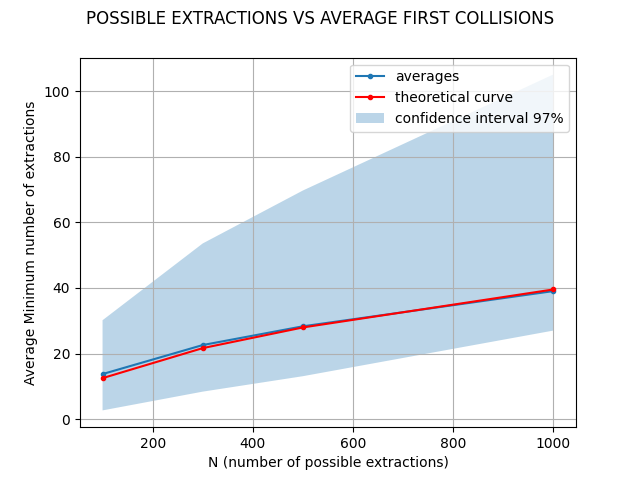 POSSIBLE EXTRACTIONS VS AVERAGE FIRST COLLISIONS
averages
theoretical curve
confidence interval 97%
Average Minimum number of extractions
100
80
60
40
20
0
200 400 600 800 1000
N (number of possible extractions)